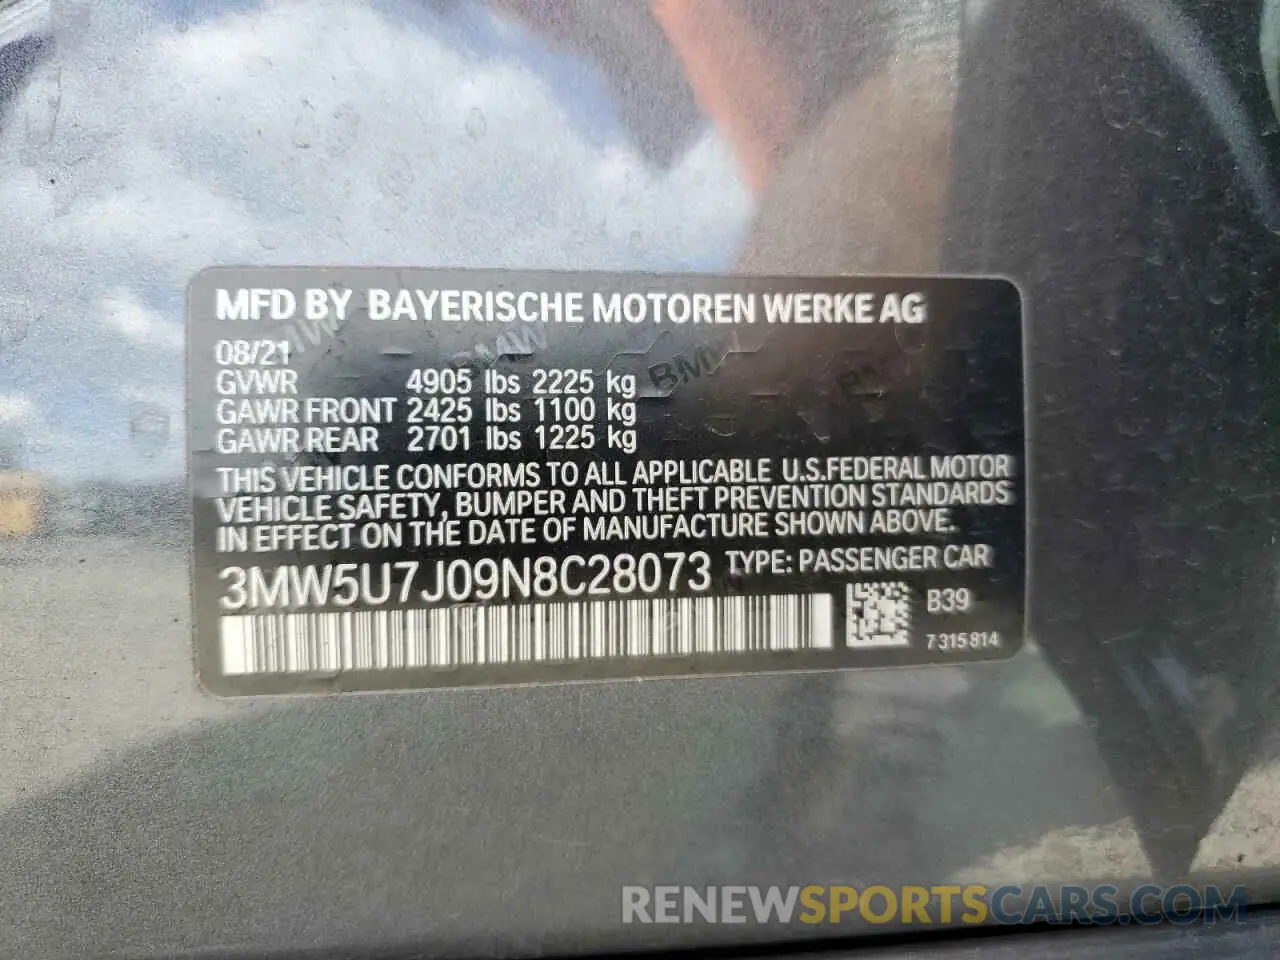 MFD BY BAYERISCHE MOTOREN WERKE AG
08/21
GVWR 4905 lbs 2225 kg
GAWR FRONT 2425 lbs 1100 kg
GAWR REAR 2701 lbs 1225 kg
THIS VEHICLE CONFORMS TO ALL APPLICABLE U.S.FEDERAL MOTOR
VEHICLE SAFETY, BUMPER AND THEFT PREVENTION STANDARDS
IN EFFECT ON THE DATE OF MANUFACTURE SHOWN ABOVE.
3MW5U7J09N8C28073 TYPE: PASSENGER CAR
B39
7 315 814
RENEWSPORTSCARS.COM